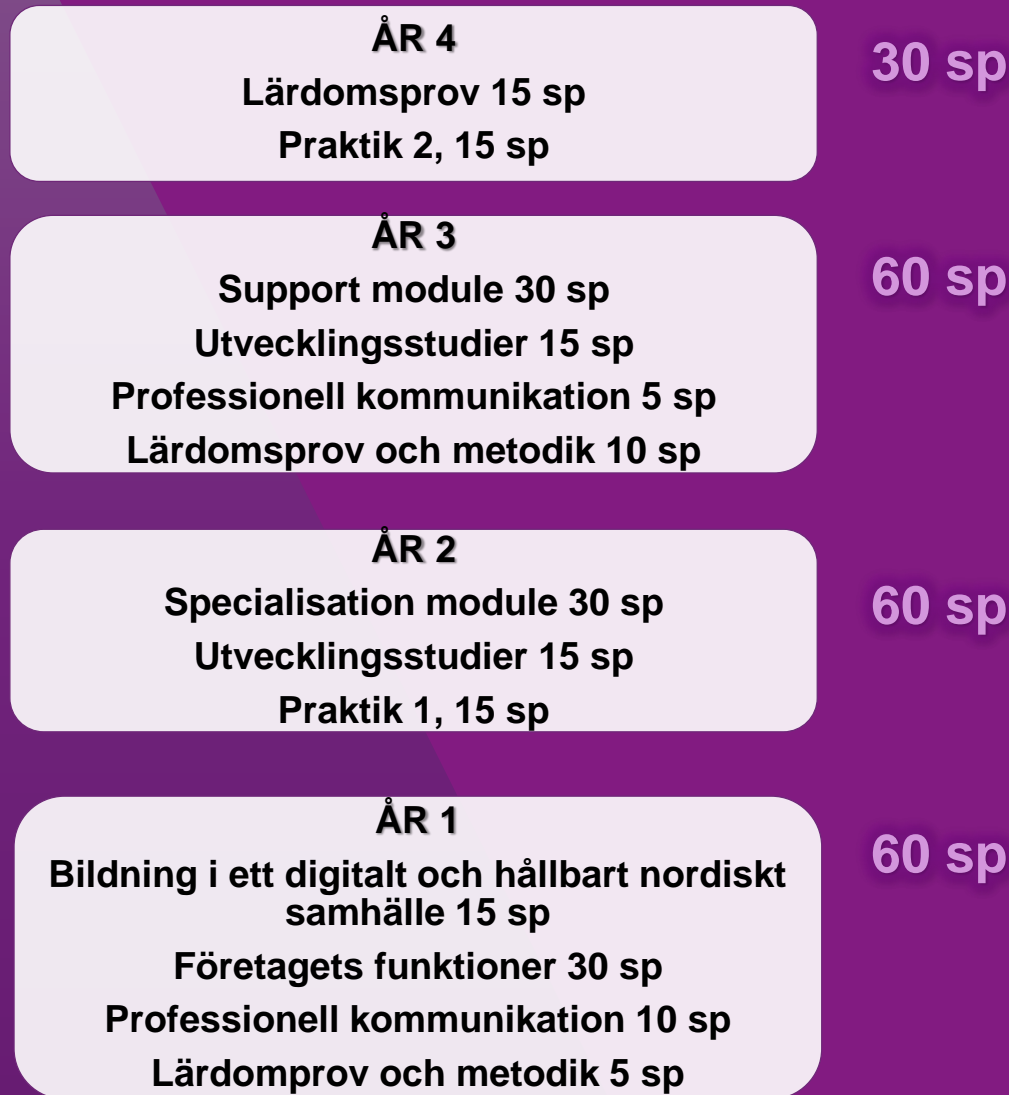 ÅR 4
Lärdomsprov 15 sp
Praktik 2, 15 sp
30 sp
ÅR 3
Support module 30 sp
Utvecklingsstudier 15 sp
Professionell kommunikation 5 sp
Lärdomsprov och metodik 10 sp
60 sp
ÅR 2
Specialisation module 30 sp
Utvecklingsstudier 15 sp
Praktik 1, 15 sp
60 sp
ÅR 1
Bildning i ett digitalt och hållbart nordiskt
samhälle 15 sp
Företagets funktioner 30 sp
Professionell kommunikation 10 sp
Lärdomprov och metodik 5 sp
60 sp